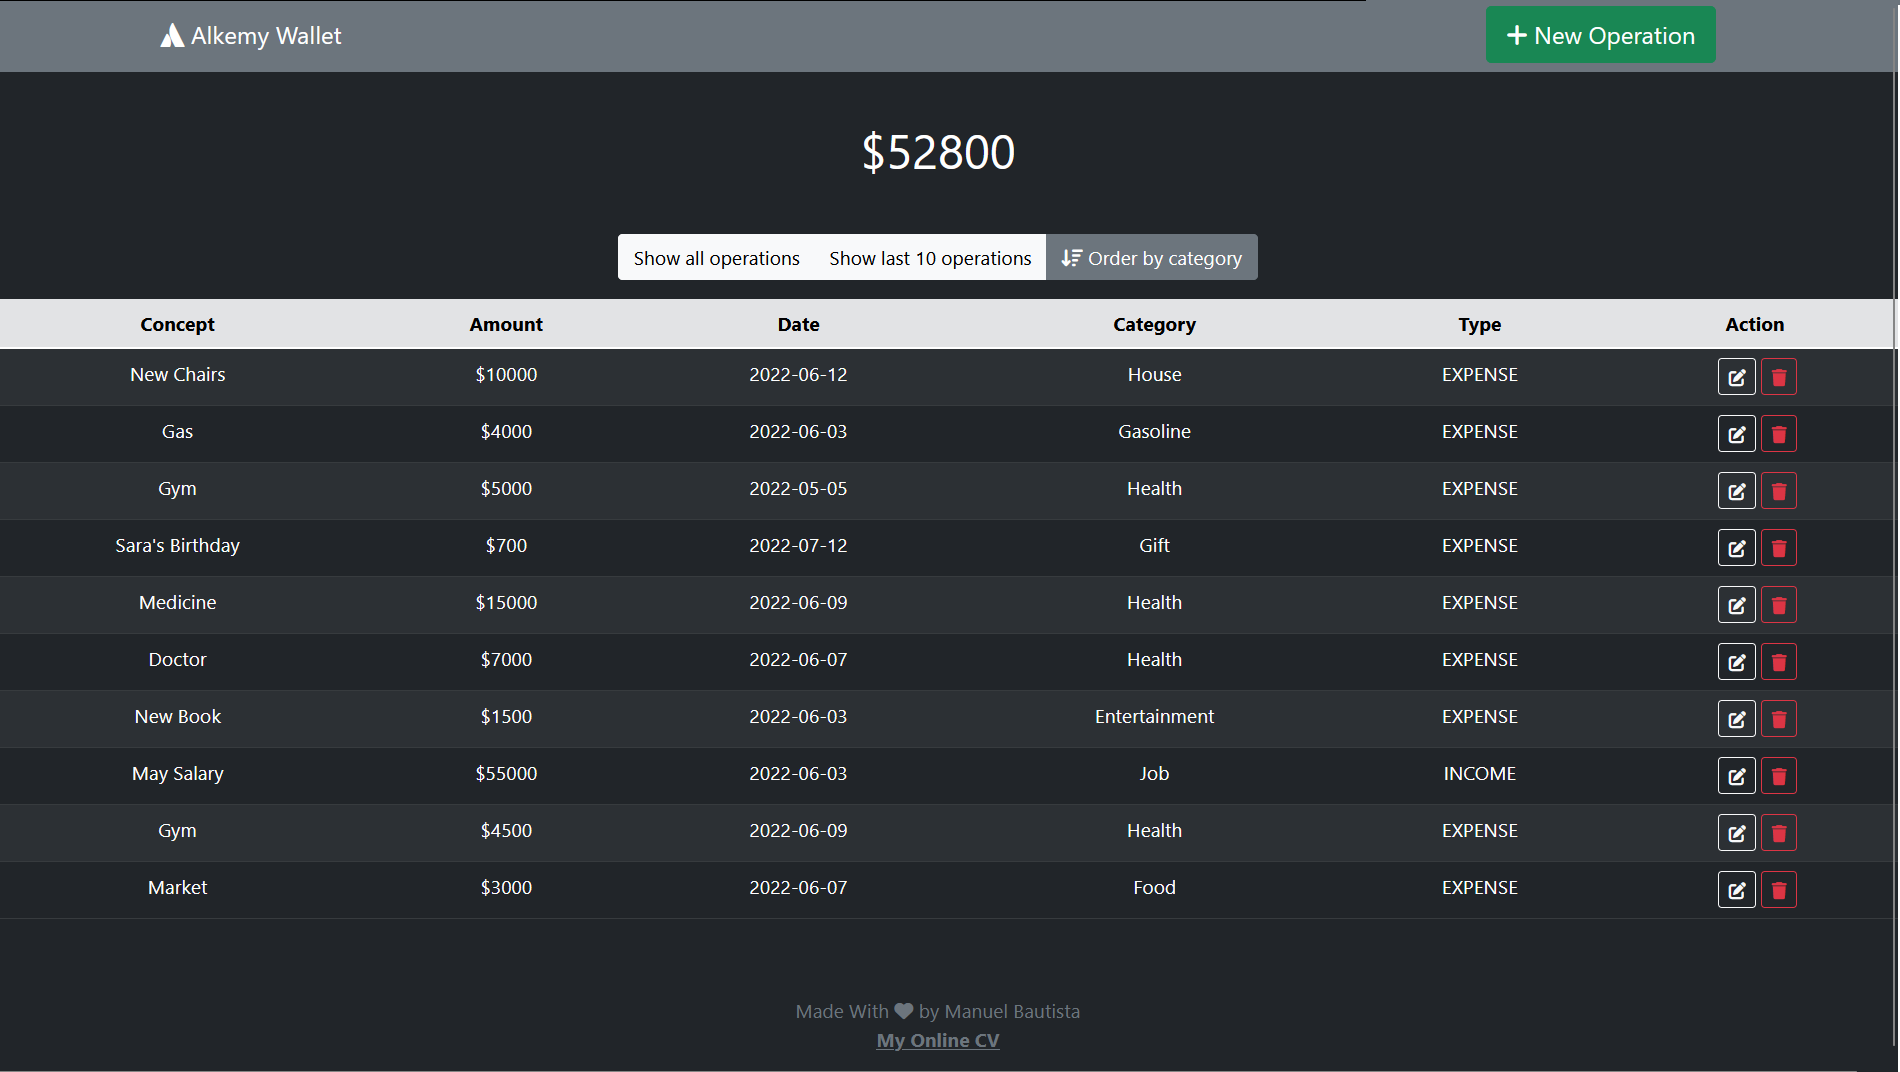 Alkemy Wallet
New Operation
$52800
Show all operations Show last 10 operations Order by category
Concept Amount Date Category Type Action
New Chairs $10000 2022-06-12 House EXPENSE
Gas $4000 2022-06-03 Gasoline EXPENSE
Gym $5000 2022-05-05 Health EXPENSE
Sara's Birthday $700 2022-07-12 Gift EXPENSE
Medicine $15000 2022-06-09 Health EXPENSE
Doctor $7000 2022-06-07 Health EXPENSE
New Book $1500 2022-06-03 Entertainment EXPENSE
May Salary $55000 2022-06-03 Job INCOME
Gym $4500 2022-06-09 Health EXPENSE
Market $3000 2022-06-07 Food EXPENSE
Made With by Manuel Bautista
My Online CV